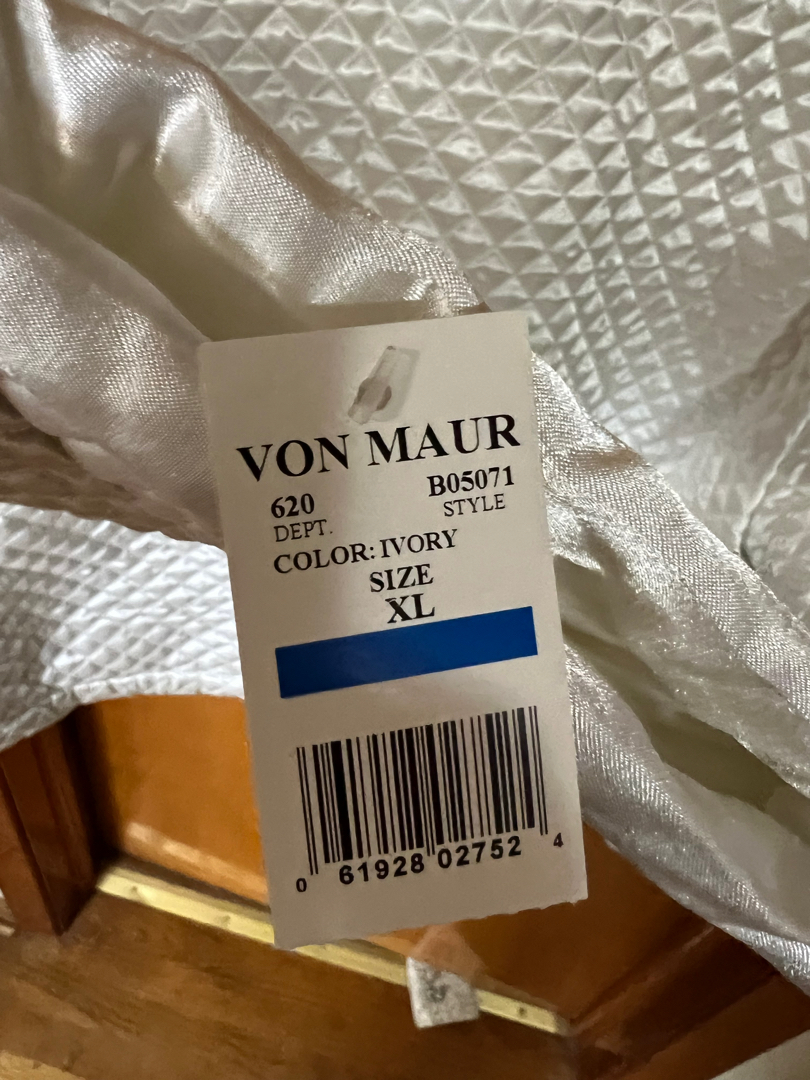 VON MAUR
620 B05071
DEPT. STYLE
COLOR: IVORY
SIZE
XL
0 61928 02752 4